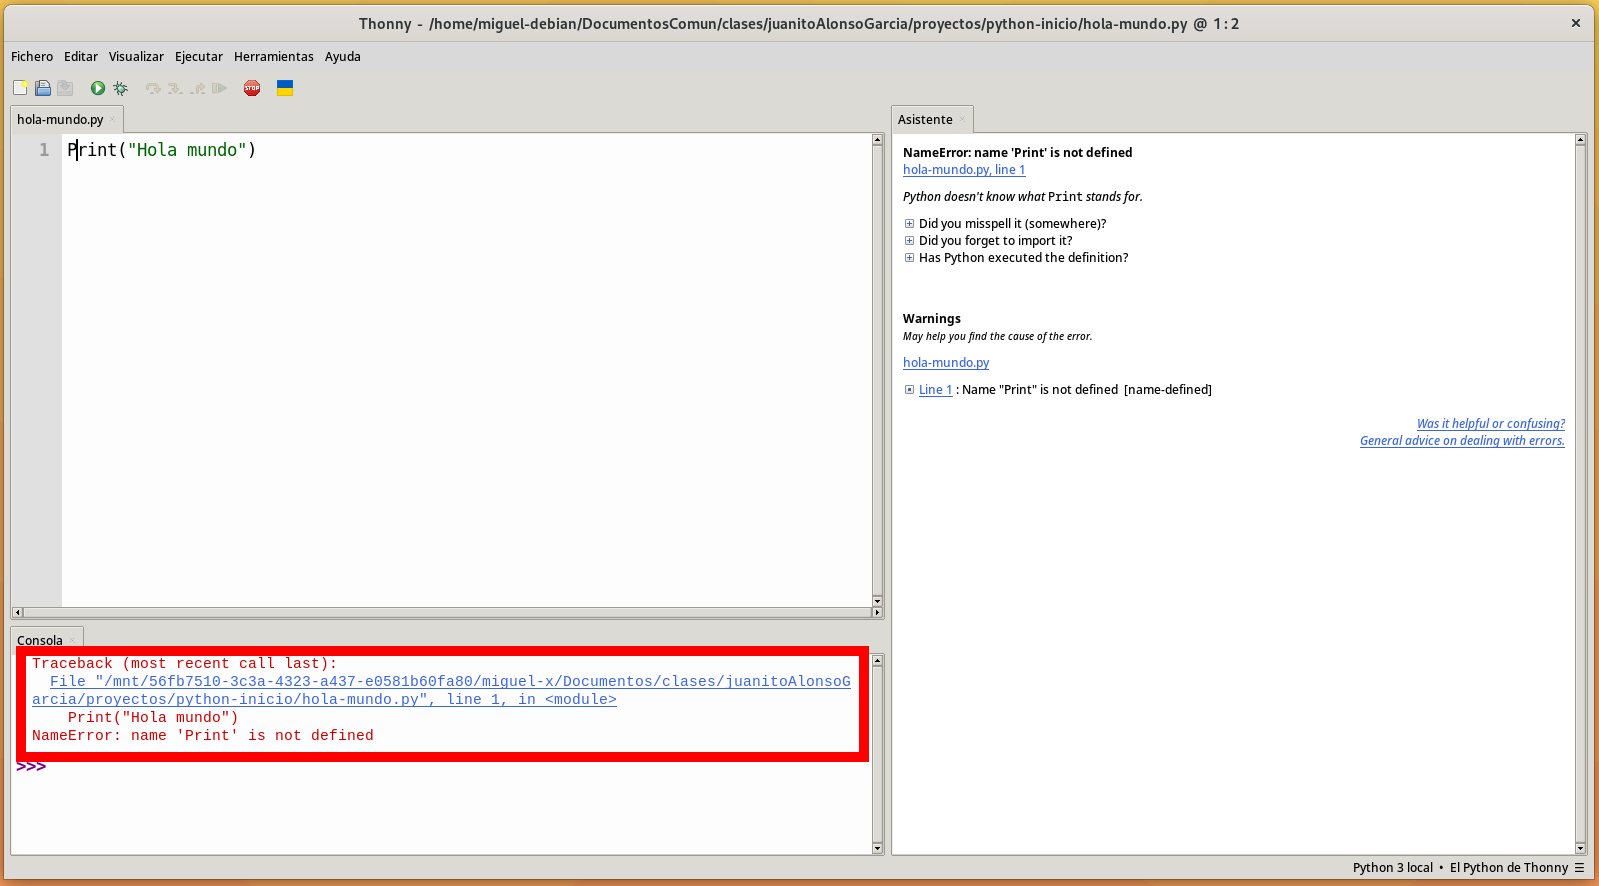 Thonny - /home/miguel-debian/DocumentosComun/clases/juanitoAlonsoGarcia/proyectos/python-inicio/hola-mundo.py @ 1:2
Fichero Editar Visualizar Ejecutar Herramientas Ayuda
STOP
hola-mundo.py
1 Print("Hola mundo")
Consola
Traceback (most recent call last):
File "/mnt/56fb7510-3c3a-4323-a437-e0581b60fa80/miguel-x/Documentos/clases/juanitoAlonsoG
arcia/proyectos/python-inicio/hola-mundo.py", line 1, in <module>
Print("Hola mundo")
NameError: name 'Print' is not defined
>>>
Asistente
NameError: name 'Print' is not defined
hola-mundo.py, line 1
Python doesn't know what Print stands for.
Did you misspell it (somewhere)?
Did you forget to import it?
Has Python executed the definition?
Warnings
May help you find the cause of the error.
hola-mundo.py
Line 1 : Name "Print" is not defined [name-defined]
Was it helpful or confusing?
General advice on dealing with errors.
Python 3 local • El Python de Thonny ☰